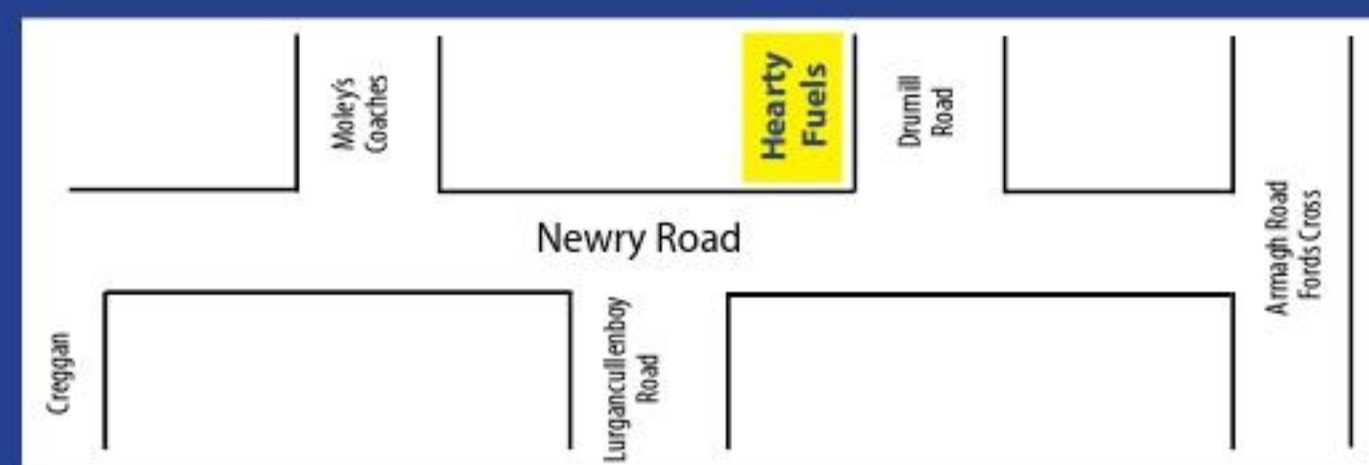 Moley's
Coaches
Hearty
Fuels
Drumill
Road
Newry Road
Armagh Road
Fords Cross
Creggan
Lurgancullenboy
Road